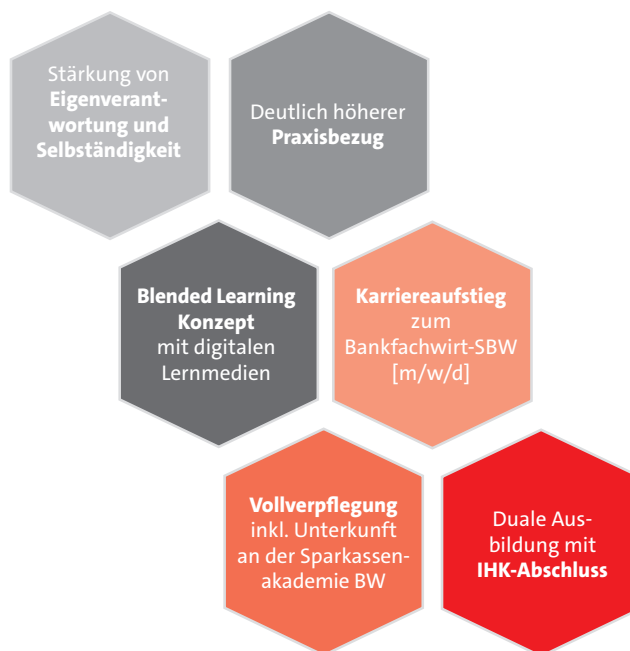 Stärkung von
Eigenverant-
wortung und
Selbständigkeit
Deutlich höherer
Praxisbezug
Blended Learning
Konzept
mit digitalen
Lernmedien
Karriereaufstieg
zum
Bankfachwirt-SBW
[m/w/d]
Vollverpflegung
inkl. Unterkunft
an der Sparkassen-
akademie BW
Duale Aus-
bildung mit
IHK-Abschluss